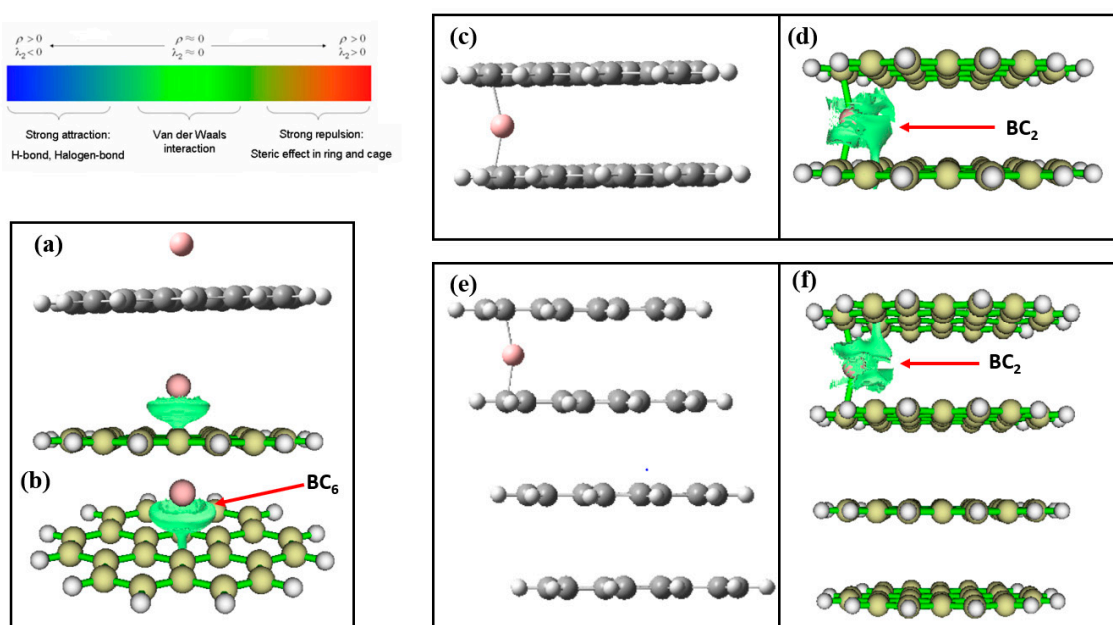 ρ > 0 ρ ≈ 0 ρ > 0
λ₂ < 0 λ₂ ≈ 0 λ₂ > 0
Strong attraction: Van der Waals Strong repulsion:
H-bond, Halogen-bond interaction Steric effect in ring and cage
(a)
(b)
BC₆
(c)
(d)
BC₂
(e)
(f)
BC₂